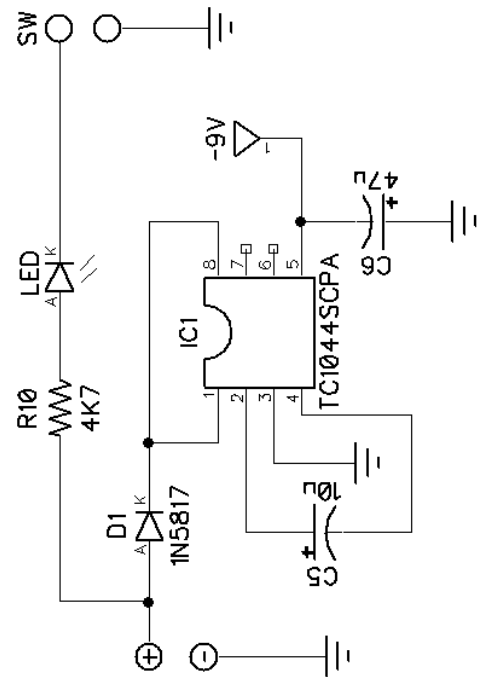 SW
-9V
1
47u
+
C6
LED
A
K
R10
4K7
IC1
8
7
6
5
1
2
3
4
TC1044SCPA
D1
A
K
1N5817
10u
+
C5
+
-